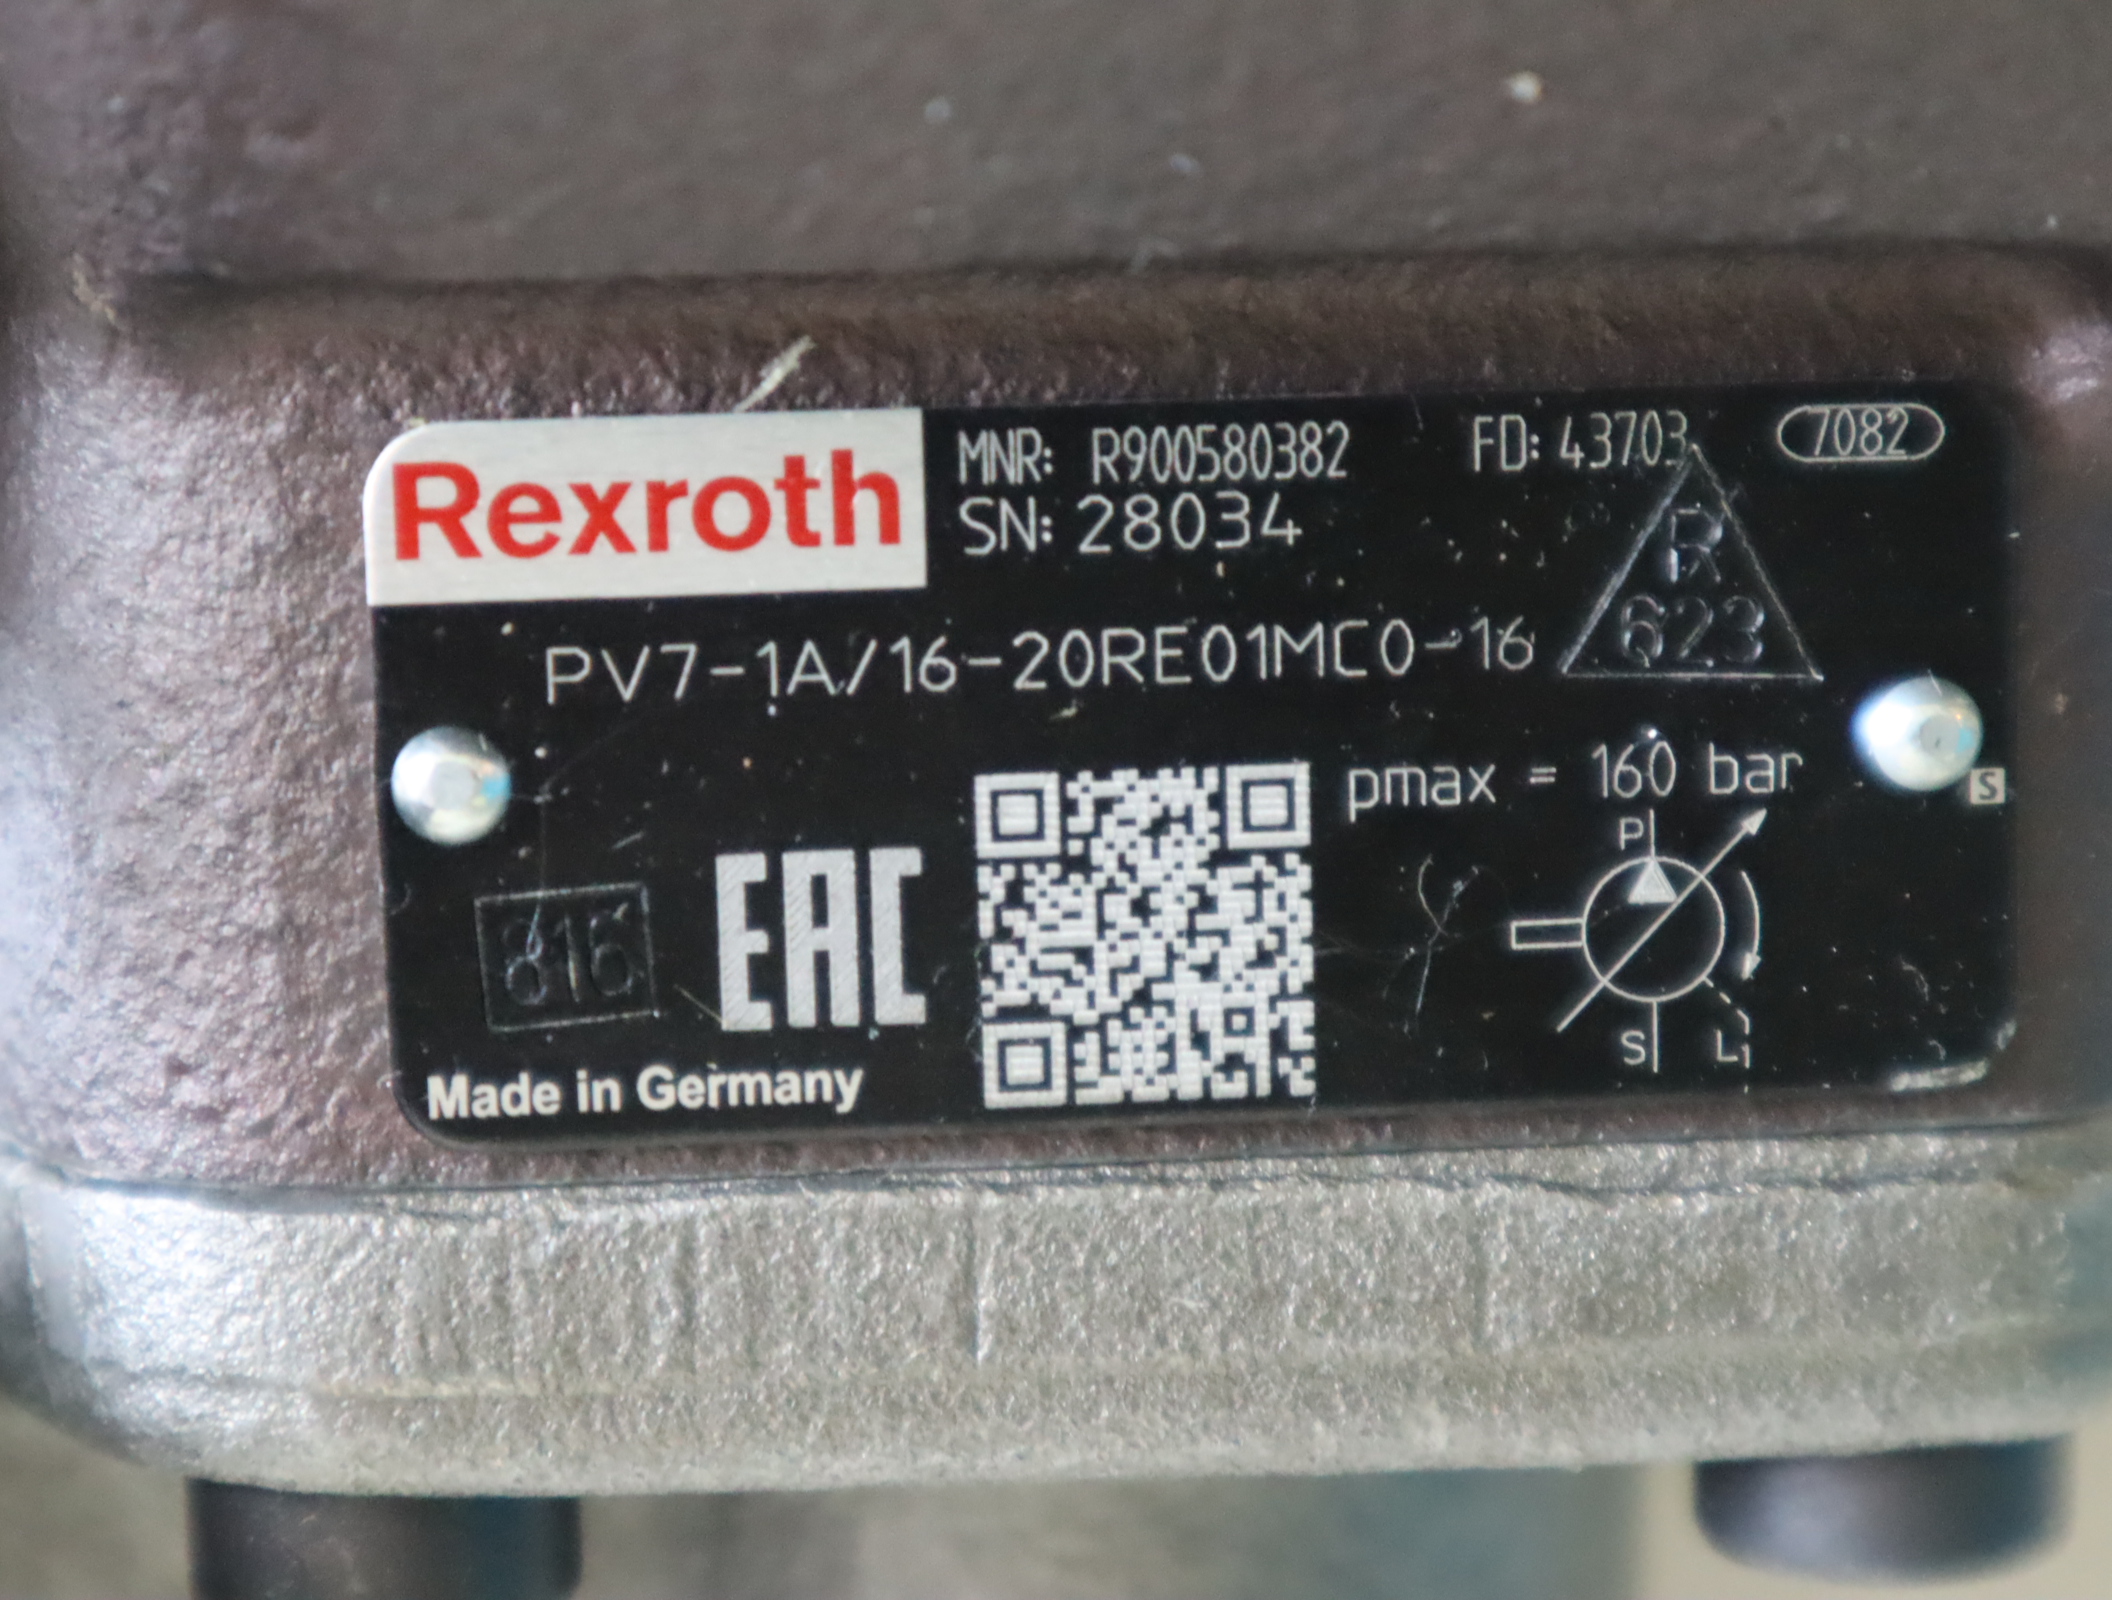 Rexroth
MNR: R900580382 FD: 43703 7082
SN: 28034
R
623
PV7-1A/16-20RE01MC0-16
pmax = 160 bar
S
P
816
EAC
S L1
Made in Germany